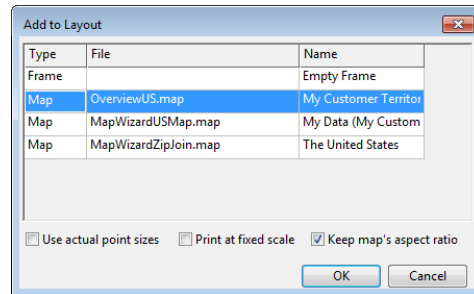 Add to Layout
Type File Name
Frame Empty Frame
Map OverviewUS.map My Customer Territor
Map MapWizardUSMap.map My Data (My Custom
Map MapWizardZipJoin.map The United States
Use actual point sizes Print at fixed scale Keep map's aspect ratio
OK Cancel